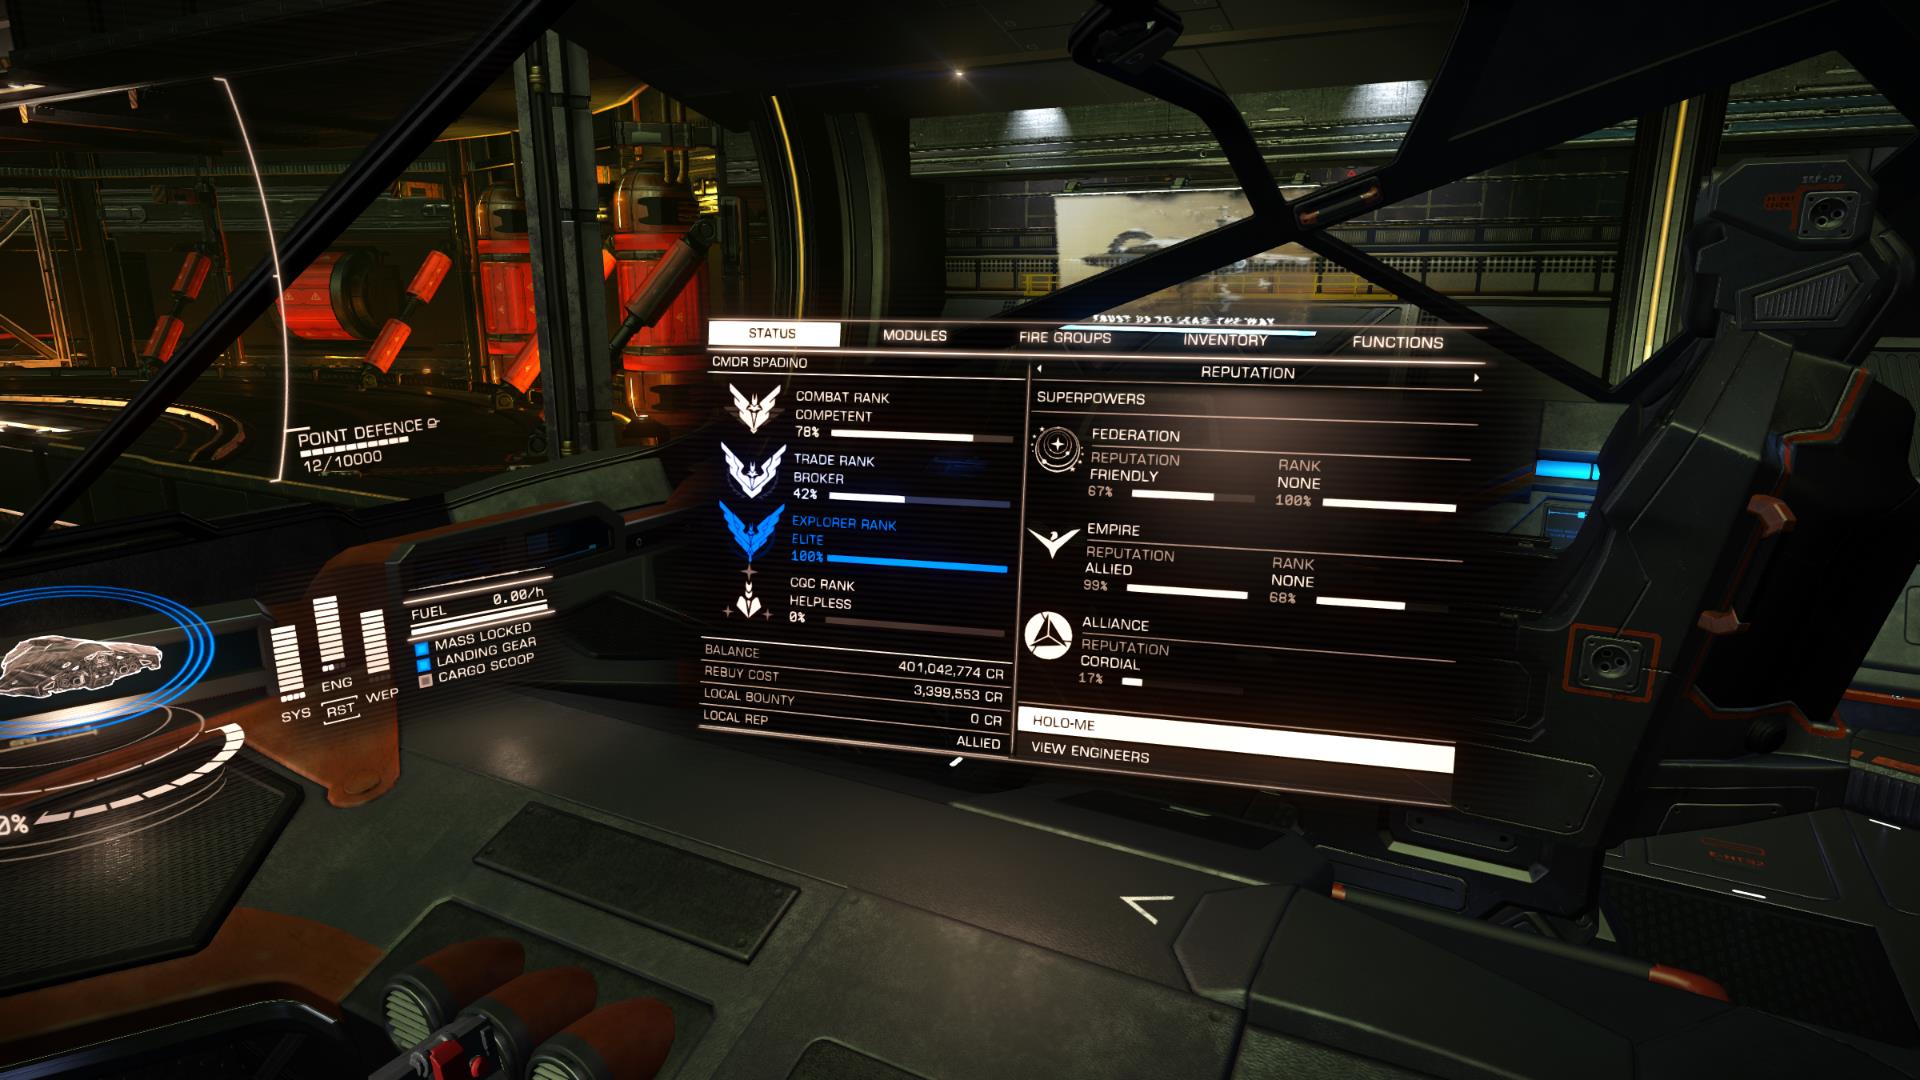 STATUS
MODULES
FIRE GROUPS
INVENTORY
FUNCTIONS
CMDR SPADINO
COMBAT RANK
COMPETENT
78%
TRADE RANK
BROKER
42%
EXPLORER RANK
ELITE
100%
CQC RANK
HELPLESS
0%
BALANCE
401,042,774 CR
REBUY COST
3,399,553 CR
LOCAL BOUNTY
0 CR
LOCAL REP
ALLIED
REPUTATION
SUPERPOWERS
FEDERATION
REPUTATION
FRIENDLY
67%
RANK
NONE
100%
EMPIRE
REPUTATION
ALLIED
99%
RANK
NONE
68%
ALLIANCE
REPUTATION
CORDIAL
17%
HOLO-ME
VIEW ENGINEERS
POINT DEFENCE
12/10000
FUEL
0.00/h
MASS LOCKED
LANDING GEAR
CARGO SCOOP
SYS
ENG
RST
WEP
0%
SSF-07